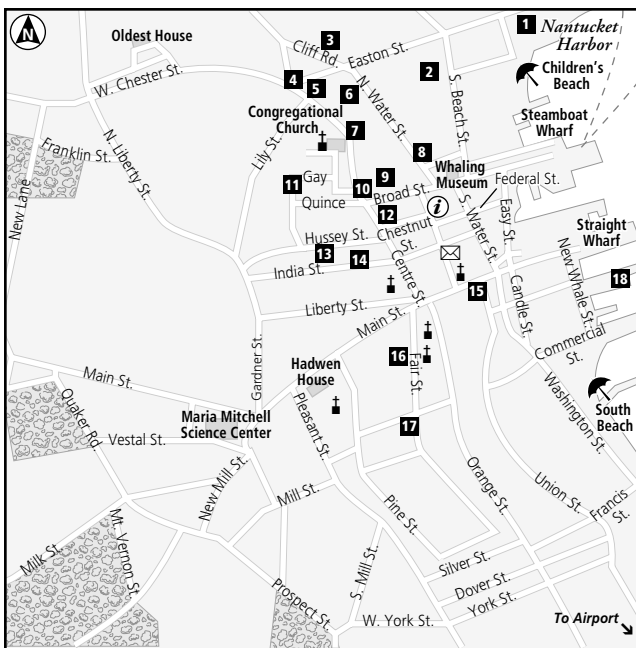 N
Oldest House
3
Cliff Rd.
Easton St.
1
Nantucket
Harbor
W. Chester St.
4
5
6
N. Water St.
2
S. Beach St.
Children's
Beach
Steamboat
Wharf
Congregational
Church
7
N. Liberty St.
Lily St.
Franklin St.
8
Whaling
Museum
Federal St.
New Lane
11
Gay
Quince
10
9
Broad St.
i
12
Chestnut
St.
S. Water St.
Easy St.
Straight
Wharf
Hussey St.
13
14
India St.
Centre St.
New Whale St.
18
15
Liberty St.
Main St.
Candle St.
Commercial
St.
Gardner St.
Hadwen
House
16
Fair St.
Washington St.
Main St.
Maria Mitchell
Science Center
Pleasant St.
South
Beach
Quaker Rd.
Vestal St.
17
New Mill St.
Mill St.
Orange St.
Union St.
Francis
St.
Pine St.
Milk St.
Mt. Vernon St.
Prospect St.
S. Mill St.
Silver St.
Dover St.
York St.
W. York St.
To Airport